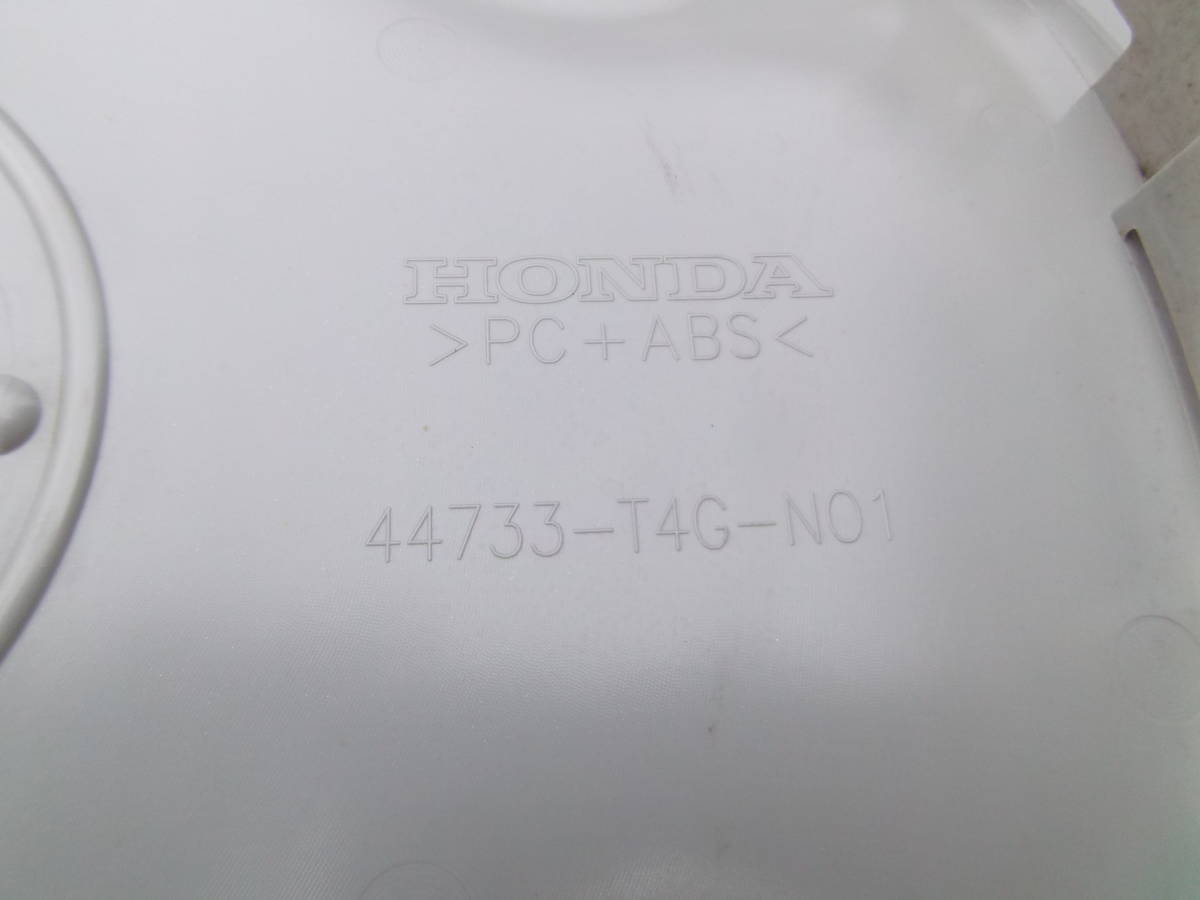 HONDA
>PC+ABS<
44733-T4G-N01